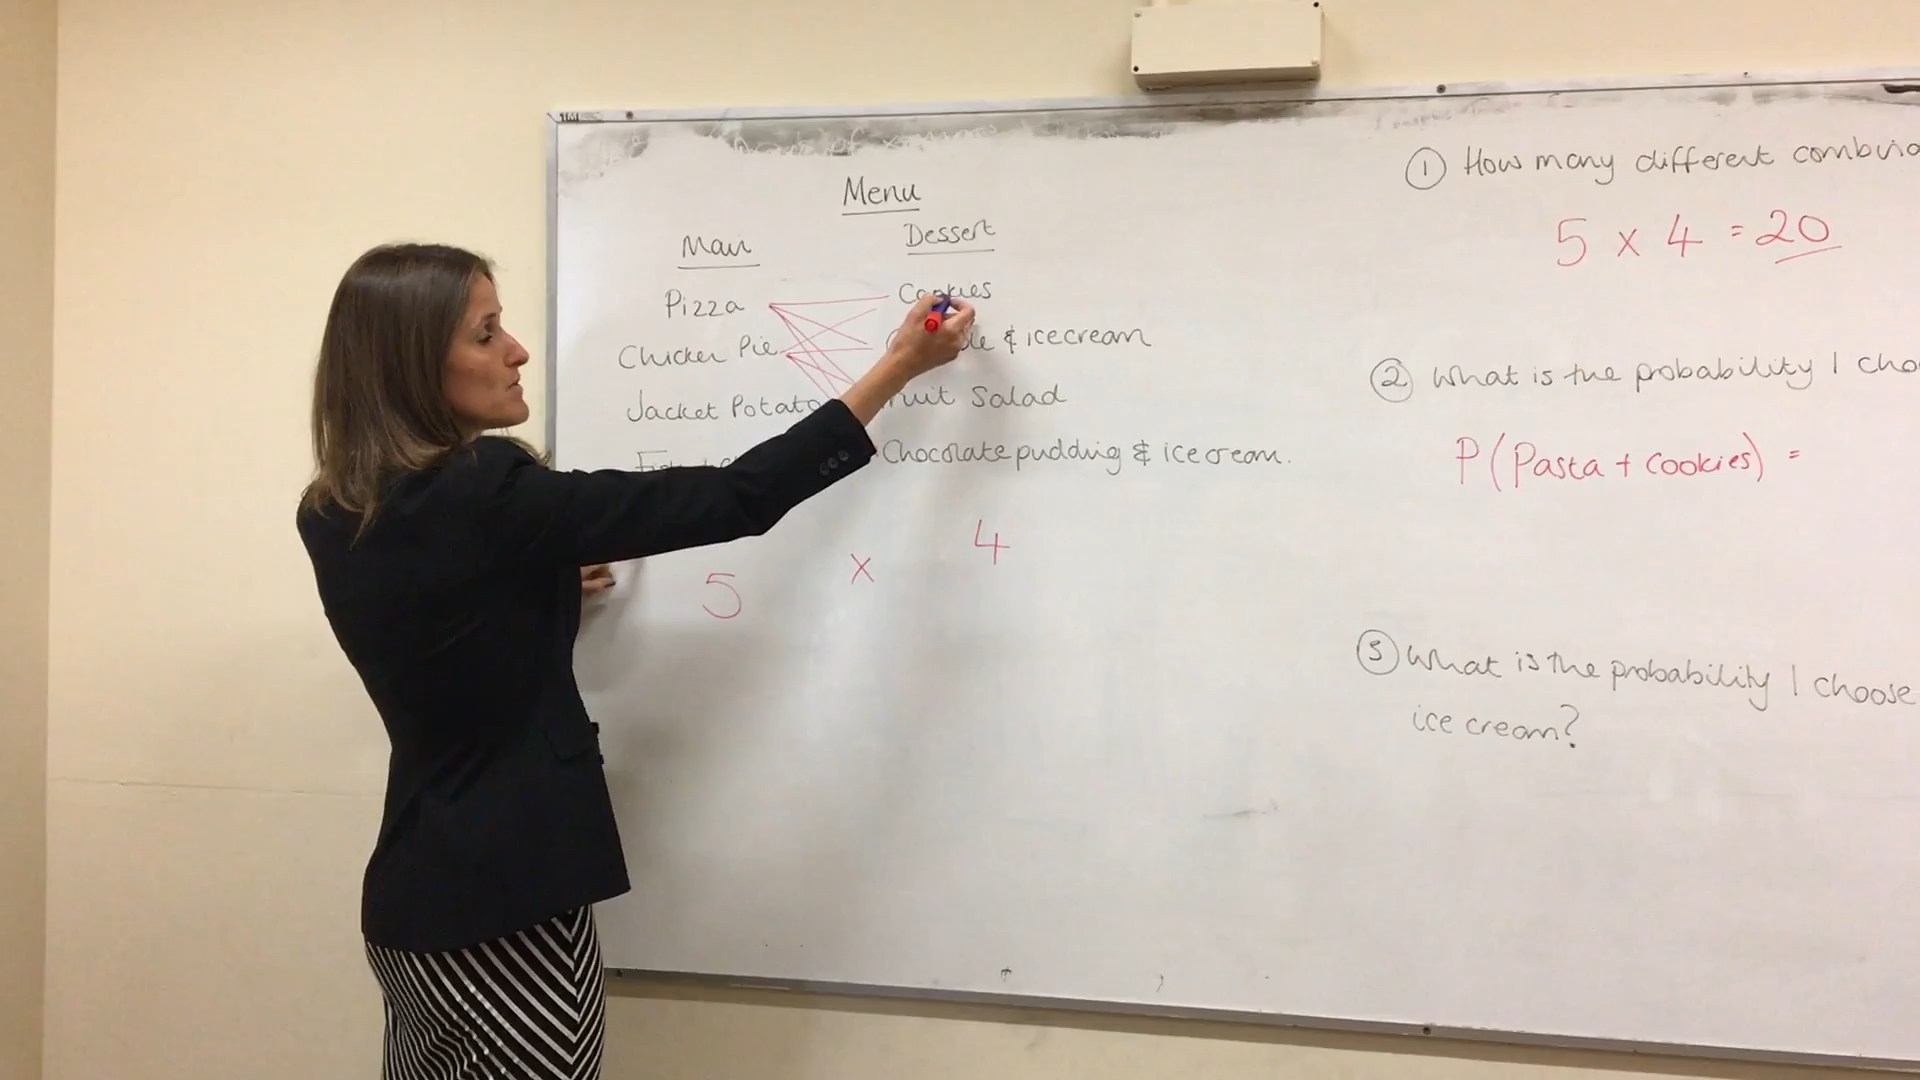 Menu
Main
Dessert
Pizza
Cookies
Chicken Pie
& icecream
Jacket Potato
Salad
Chocolate pudding & ice cream.
5 x 4
① How many different
5 x 4 = 20
② What is the probability I
P(Pasta + Cookies) =
③ What is the probability I choose
ice cream?